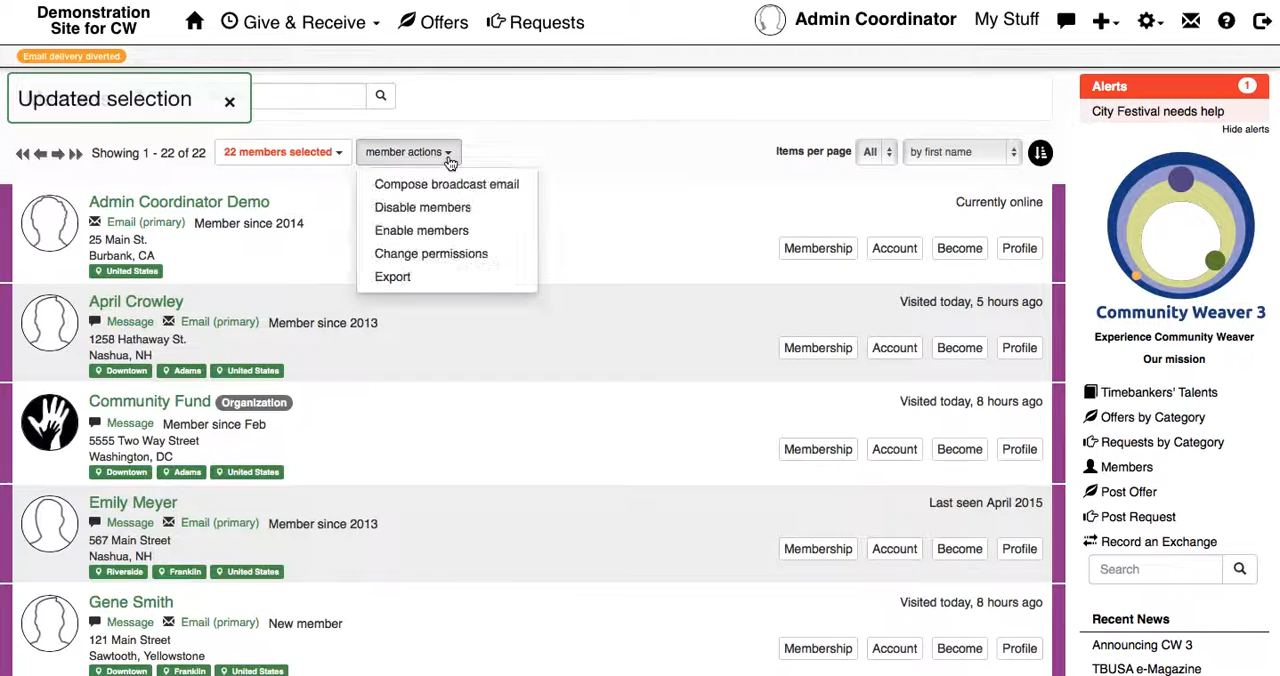 Demonstration
Site for CW
Give & Receive
Offers
Requests
Admin Coordinator
My Stuff
Email delivery diverted
Updated selection ×
Showing 1 - 22 of 22
22 members selected
member actions
Items per page
All
by first name
Compose broadcast email
Disable members
Enable members
Change permissions
Export
Admin Coordinator Demo
Email (primary) Member since 2014
25 Main St.
Burbank, CA
United States
Currently online
Membership Account Become Profile
April Crowley
Message Email (primary) Member since 2013
1258 Hathaway St.
Nashua, NH
Downtown Adams United States
Visited today, 5 hours ago
Membership Account Become Profile
Community Fund Organization
Message Member since Feb
5555 Two Way Street
Washington, DC
Downtown Adams United States
Visited today, 8 hours ago
Membership Account Become Profile
Emily Meyer
Message Email (primary) Member since 2013
567 Main Street
Nashua, NH
Riverside Franklin United States
Last seen April 2015
Membership Account Become Profile
Gene Smith
Message Email (primary) New member
121 Main Street
Sawtooth, Yellowstone
Downtown Franklin United States
Visited today, 8 hours ago
Membership Account Become Profile
Alerts 1
City Festival needs help
Hide alerts
Community Weaver 3
Experience Community Weaver
Our mission
Timebankers' Talents
Offers by Category
Requests by Category
Members
Post Offer
Post Request
Record an Exchange
Search
Recent News
Announcing CW 3
TBUSA e-Magazine